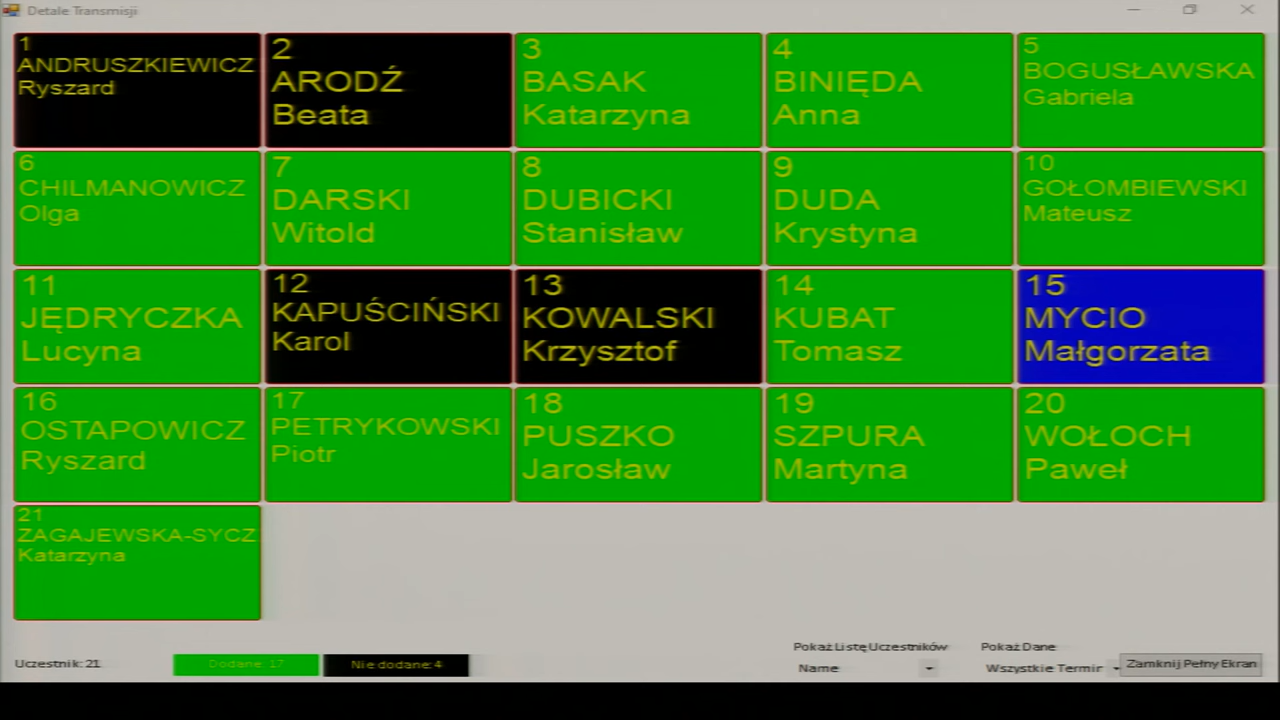 Detale Transmisji
1
ANDRUSZKIEWICZ
Ryszard
2
ARODŹ
Beata
3
BASAK
Katarzyna
4
BINIĘDA
Anna
5
BOGUSŁAWSKA
Gabriela
6
CHILMANOWICZ
Olga
7
DARSKI
Witold
8
DUBICKI
Stanisław
9
DUDA
Krystyna
10
GOŁOMBIEWSKI
Mateusz
11
JĘDRYCZKA
Lucyna
12
KAPUŚCIŃSKI
Karol
13
KOWALSKI
Krzysztof
14
KUBAT
Tomasz
15
MYCIO
Małgorzata
16
OSTAPOWICZ
Ryszard
17
PETRYKOWSKI
Piotr
18
PUSZKO
Jarosław
19
SZPURA
Martyna
20
WOŁOCH
Paweł
21
ZAGAJEWSKA-SYCZ
Katarzyna
Uczestnik: 21
Dodane: 17
Nie dodane: 4
Pokaż Listę Uczestników
Name
Pokaż Dane
Wszystkie Termir
Zamknij Pełny Ekran